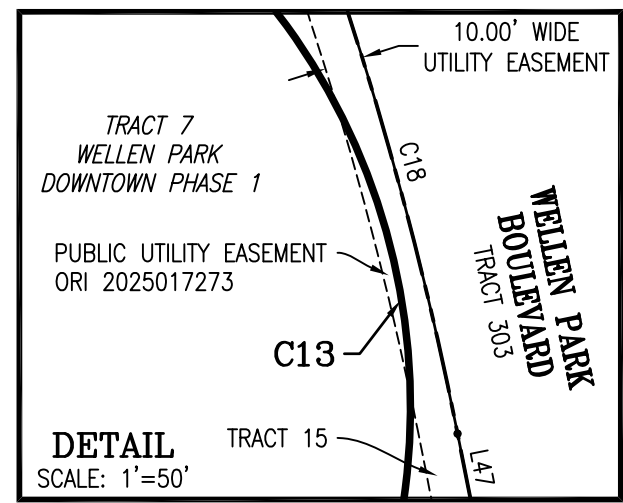 10.00' WIDE
UTILITY EASEMENT
TRACT 7
WELLEN PARK
DOWNTOWN PHASE 1
C18
WELLEN PARK
BOULEVARD
TRACT 303
PUBLIC UTILITY EASEMENT
ORI 2025017273
C13
TRACT 15
L47
DETAIL
SCALE: 1'=50'